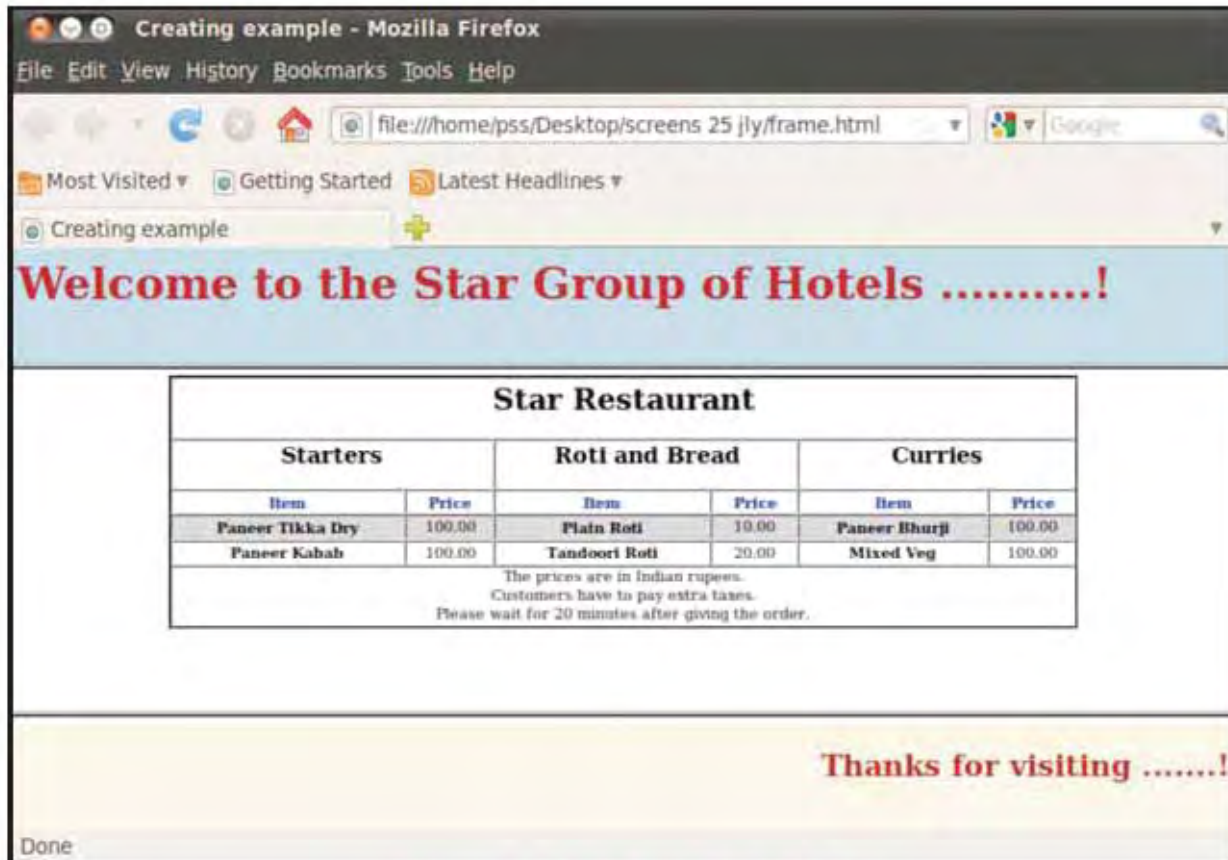 Creating example - Mozilla Firefox
File Edit View History Bookmarks Tools Help
file:///home/pss/Desktop/screens 25 jly/frame.html Google
Most Visited Getting Started Latest Headlines
Creating example
Welcome to the Star Group of Hotels ..........!
Star Restaurant
Starters Roti and Bread Curries
Item Price Item Price Item Price
Paneer Tikka Dry 100.00 Plain Roti 10.00 Paneer Bhurji 100.00
Paneer Kabab 100.00 Tandoori Roti 20.00 Mixed Veg 100.00
The prices are in Indian rupees.
Customers have to pay extra taxes.
Please wait for 20 minutes after giving the order.
Thanks for visiting .......!
Done